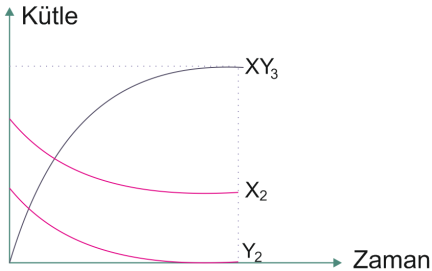 Kütle
XY₃
X₂
Y₂
Zaman